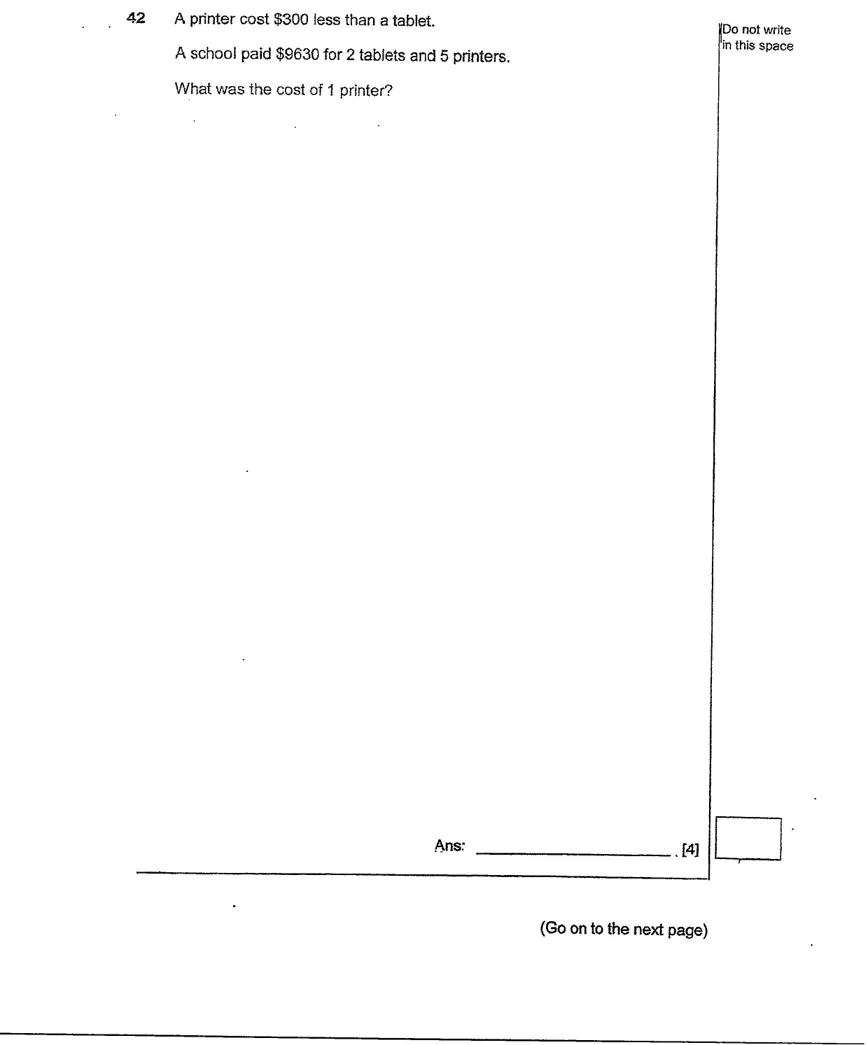 42 A printer cost $300 less than a tablet.
Do not write
in this space
A school paid $9630 for 2 tablets and 5 printers.
What was the cost of 1 printer?
Ans: ____________________ . [4]
(Go on to the next page)